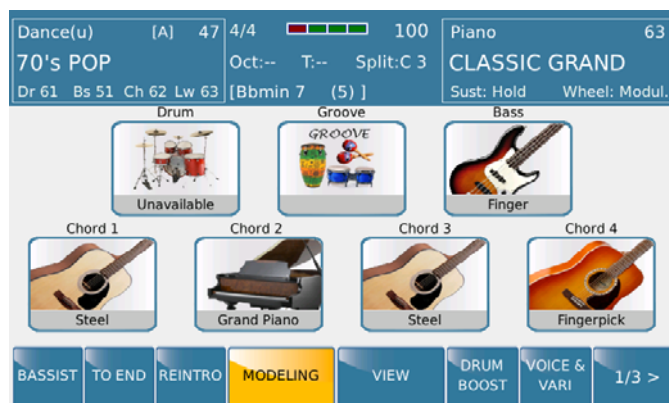 Dance(u) [A] 47
70's POP
Dr 61 Bs 51 Ch 62 Lw 63
4/4 100
Oct:-- T:-- Split:C 3
[Bbmin 7 (5) ]
Piano 63
CLASSIC GRAND
Sust: Hold Wheel: Modul.
Drum Groove Bass
GROOVE
Unavailable Finger
Chord 1 Chord 2 Chord 3 Chord 4
Steel Grand Piano Steel Fingerpick
BASSIST TO END REINTRO MODELING VIEW DRUM BOOST VOICE & VARI 1/3 >